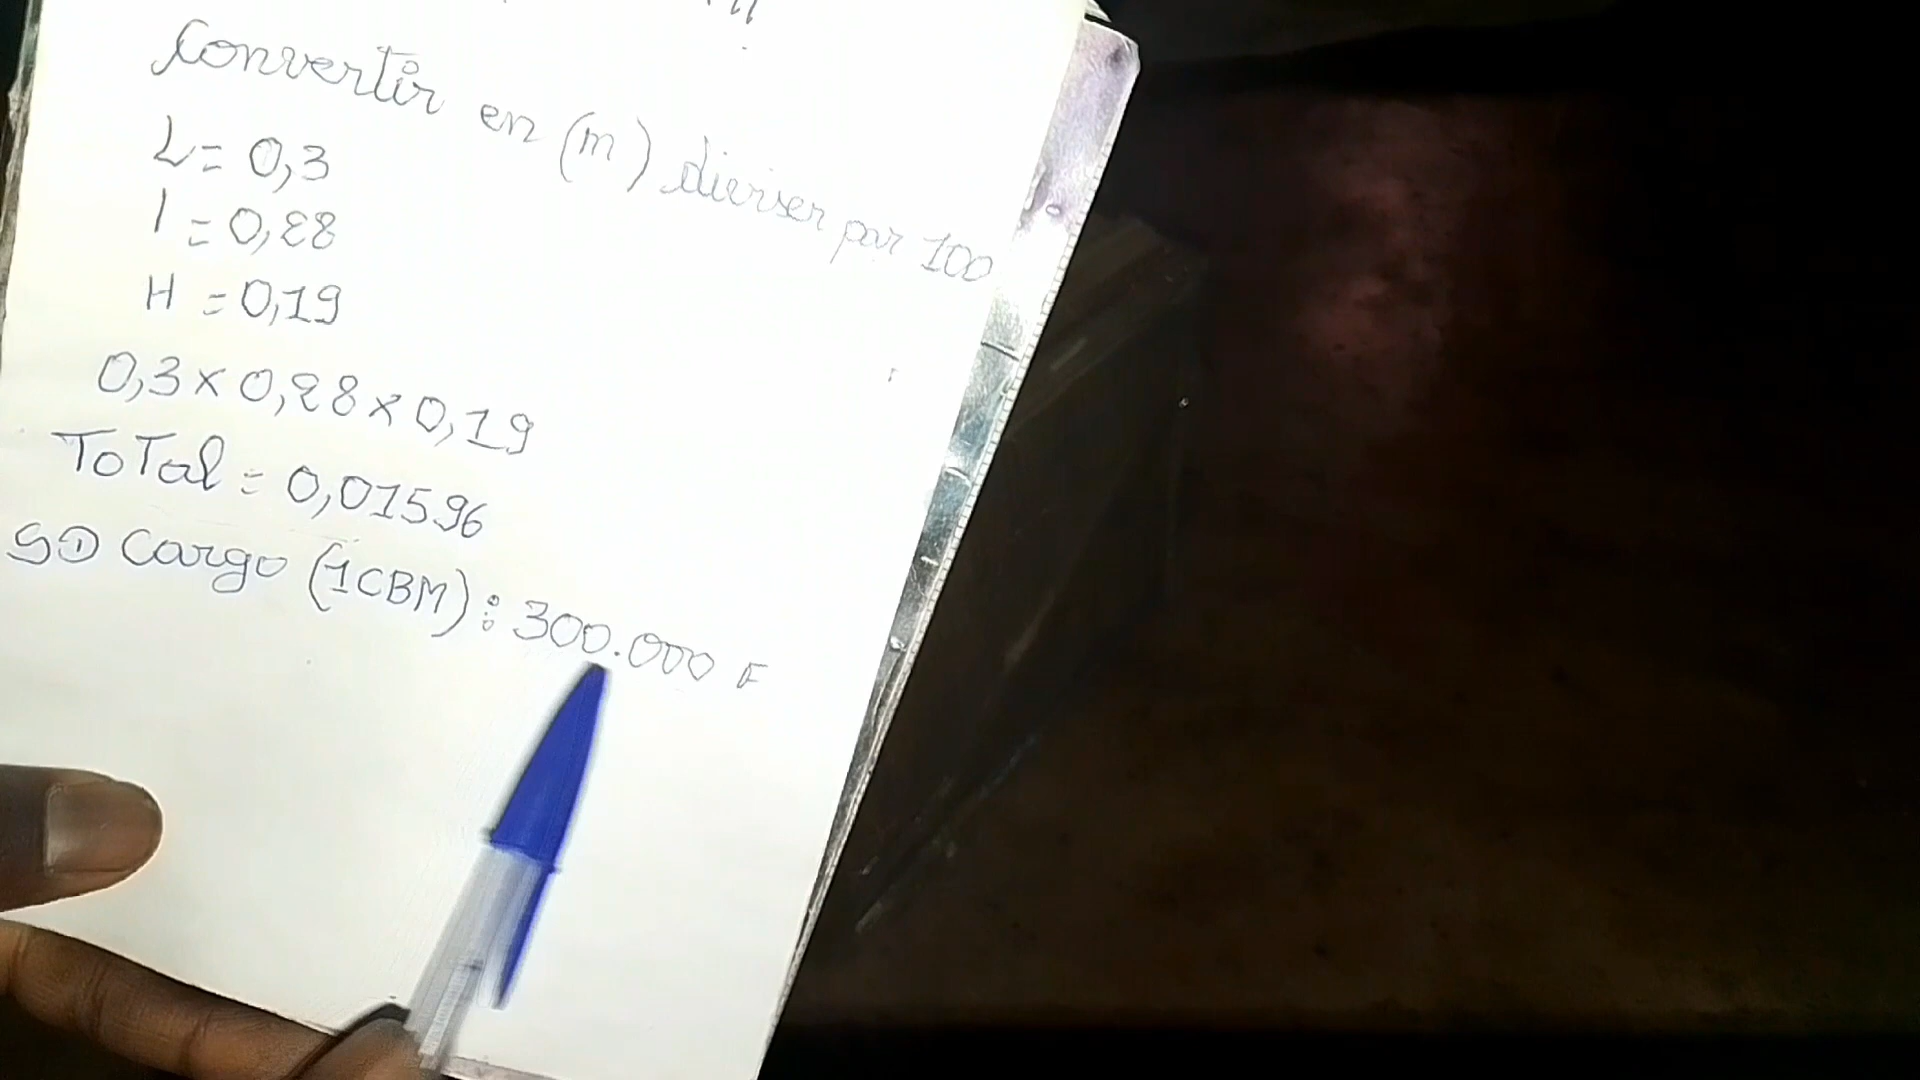 Convertir en (m) diviser par 100
L = 0,3
l = 0,28
H = 0,19
0,3 x 0,28 x 0,19
ToTal = 0,01596
SD Cargo (1CBM) : 300.000 F